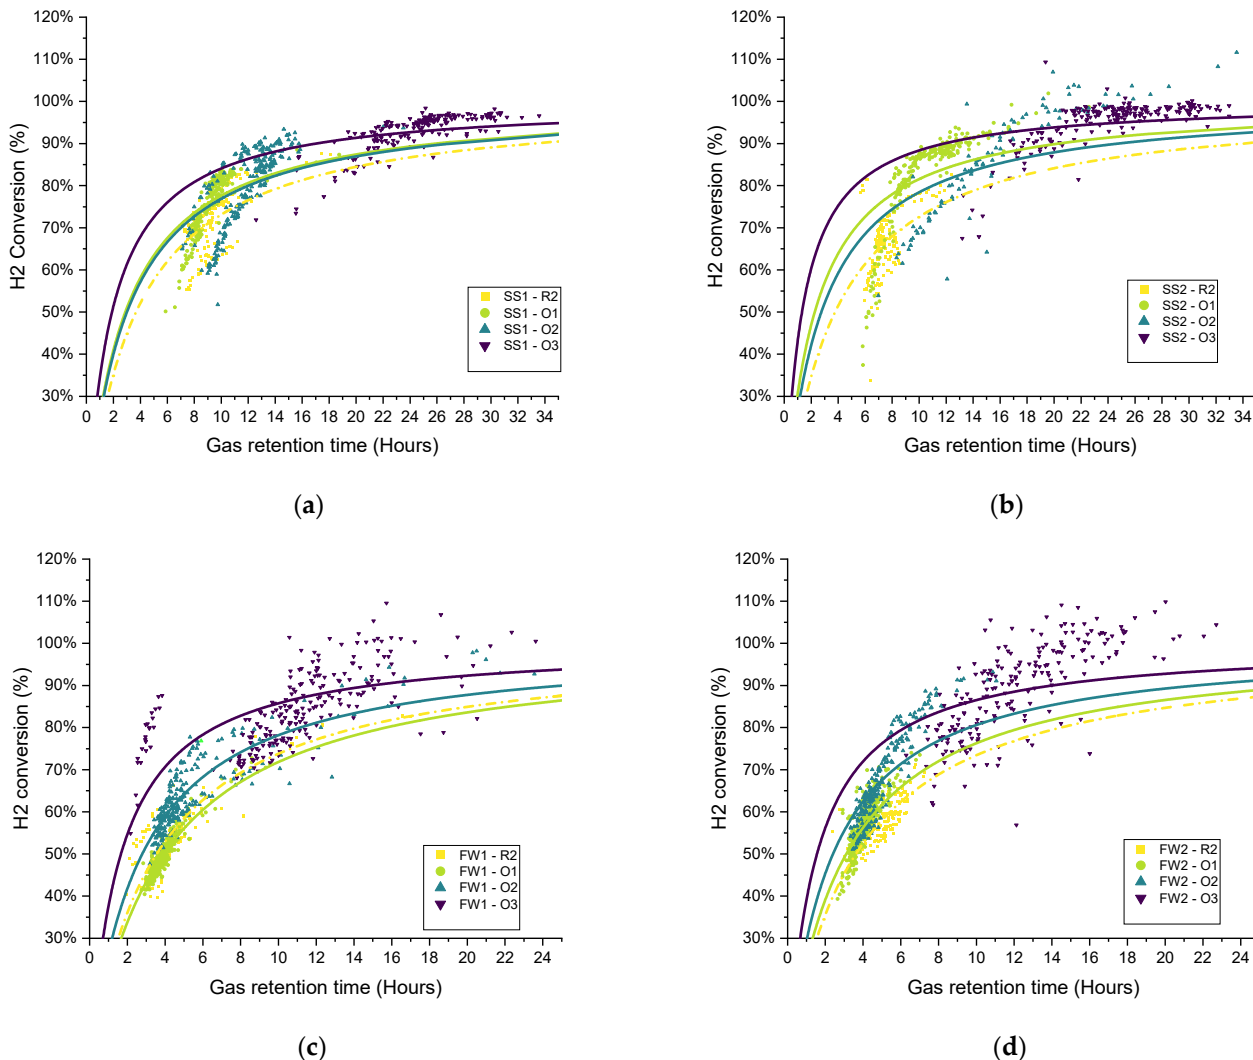 120%
110%
100%
90%
80%
70%
60%
50%
40%
30%
H2 Conversion (%)
SS1 - R2
SS1 - O1
SS1 - O2
SS1 - O3
0 2 4 6 8 10 12 14 16 18 20 22 24 26 28 30 32 34
Gas retention time (Hours)
(a)
120%
110%
100%
90%
80%
70%
60%
50%
40%
30%
H2 conversion (%)
SS2 - R2
SS2 - O1
SS2 - O2
SS2 - O3
0 2 4 6 8 10 12 14 16 18 20 22 24 26 28 30 32 34
Gas retention time (Hours)
(b)
120%
110%
100%
90%
80%
70%
60%
50%
40%
30%
H2 conversion (%)
FW1 - R2
FW1 - O1
FW1 - O2
FW1 - O3
0 2 4 6 8 10 12 14 16 18 20 22 24
Gas retention time (Hours)
(c)
120%
110%
100%
90%
80%
70%
60%
50%
40%
30%
H2 conversion (%)
FW2 - R2
FW2 - O1
FW2 - O2
FW2 - O3
0 2 4 6 8 10 12 14 16 18 20 22 24
Gas retention time (Hours)
(d)